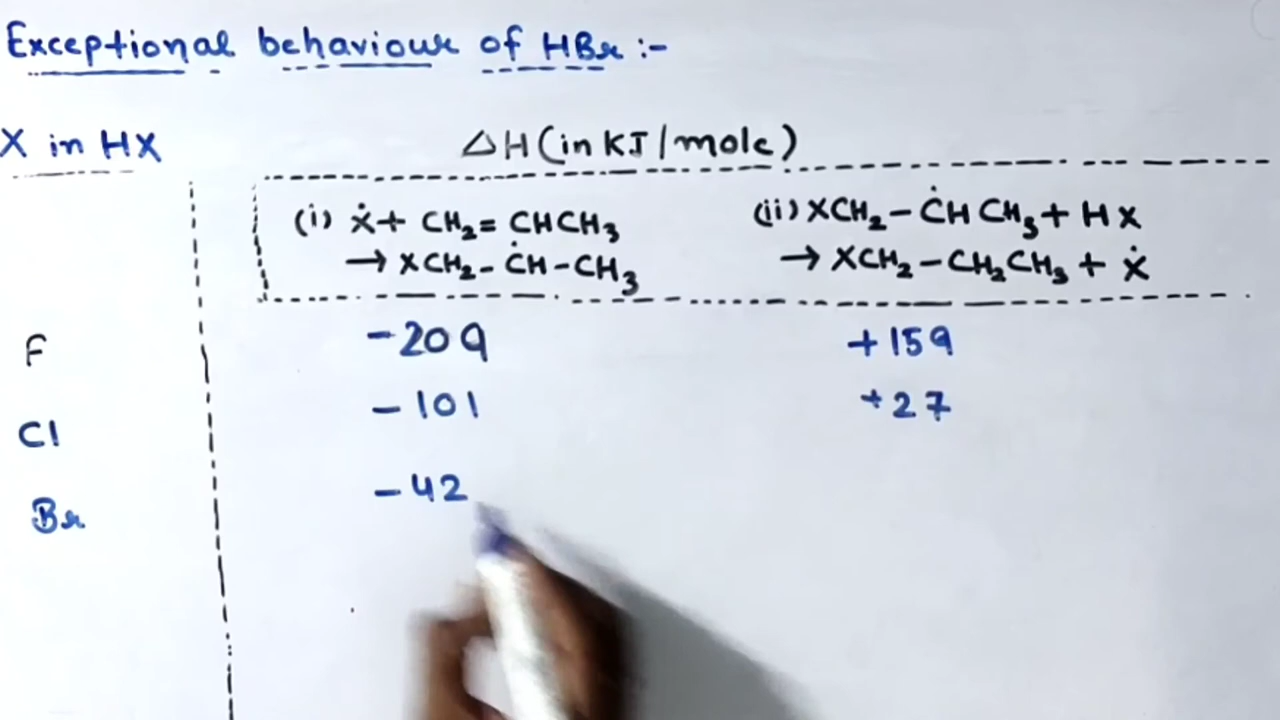 Exceptional behaviour of HBr :-
X in HX
ΔH (in KJ/mole)
(i) Ẋ + CH₂ = CHCH₃
→ XCH₂ - ĊH - CH₃
(ii) XCH₂ - ĊH CH₃ + HX
→ XCH₂ - CH₂CH₃ + Ẋ
F -209 +159
Cl -101 +27
Br -42